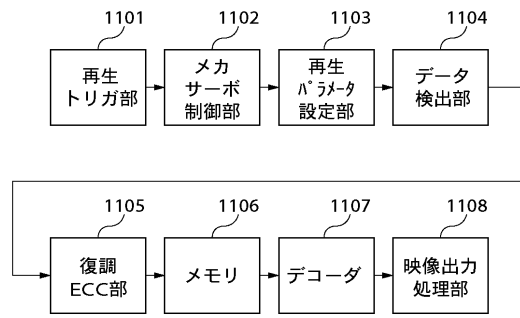 1101
再生
トリガ部
1102
メカ
サーボ
制御部
1103
再生
パラメータ
設定部
1104
データ
検出部
1105
復調
ECC部
1106
メモリ
1107
デコーダ
1108
映像出力
処理部